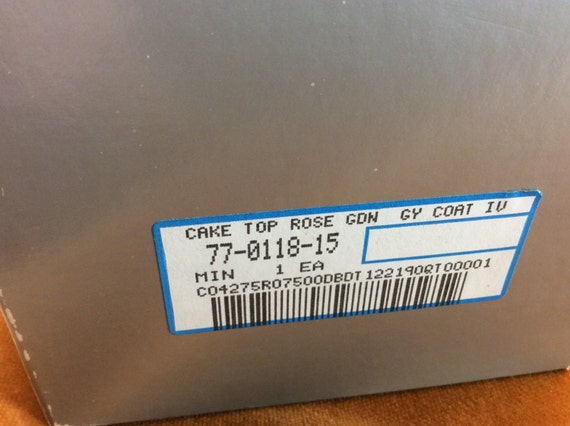 CAKE TOP ROSE GDN GY COAT IV
77-0118-15
MIN 1 EA
C04275R07500DBDT122190QT00001